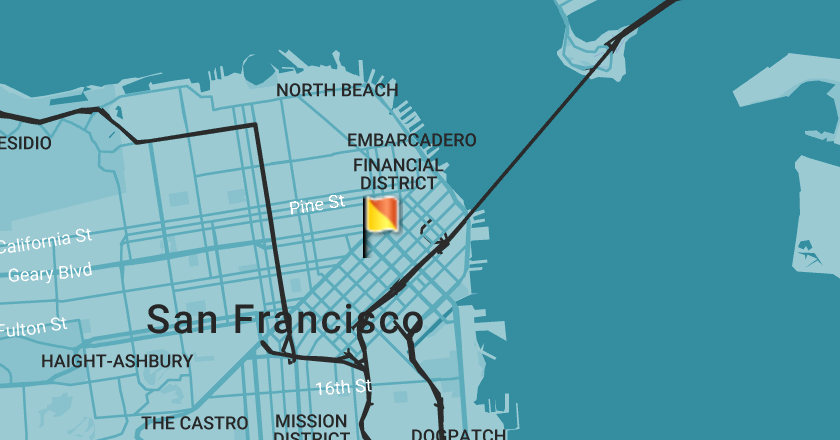 NORTH BEACH
EMBARCADERO
ESIDIO
FINANCIAL
DISTRICT
Pine St
California St
Geary Blvd
San Francisco
Fulton St
HAIGHT-ASHBURY
16th St
THE CASTRO
MISSION
DISTRICT
DOGPATCH